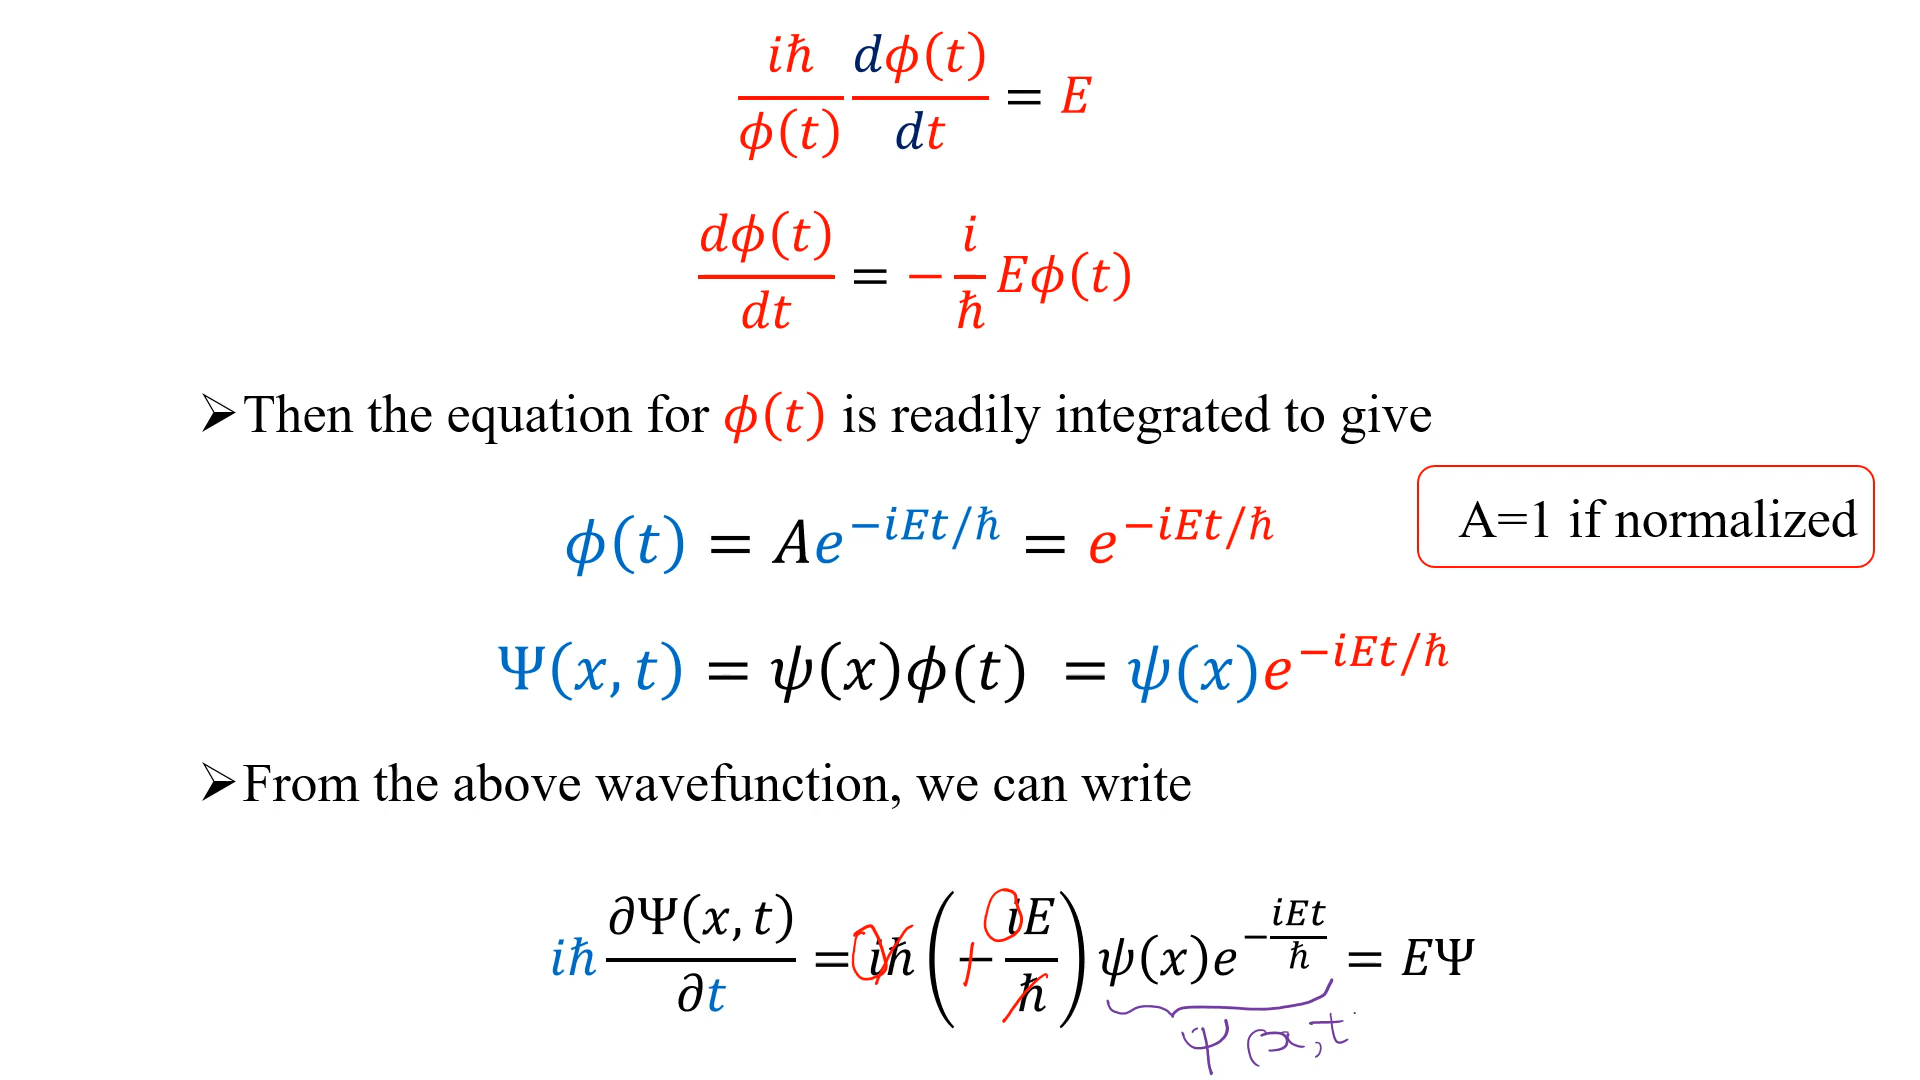 iħ/ϕ(t) dϕ(t)/dt = E
dϕ(t)/dt = − i/ħ Eϕ(t)
➢Then the equation for ϕ(t) is readily integrated to give
A=1 if normalized
ϕ(t) = Ae^{−iEt/ħ} = e^{−iEt/ħ}
Ψ(x, t) = ψ(x)ϕ(t) = ψ(x)e^{−iEt/ħ}
➢From the above wavefunction, we can write
iħ ∂Ψ(x, t)/∂t = iħ (− iE/ħ) ψ(x)e^{−iEt/ħ} = EΨ
Ψ(x,t